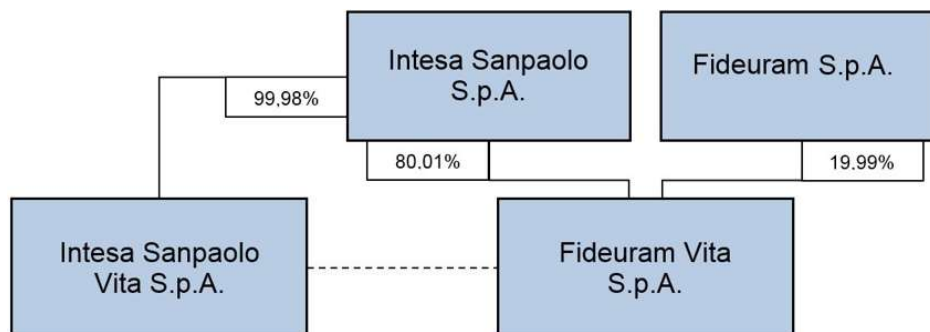 Intesa Sanpaolo
S.p.A.
Fideuram S.p.A.
99,98%
80.01%
19.99%
Intesa Sanpaolo
Vita S.p.A.
Fideuram Vita
S.p.A.